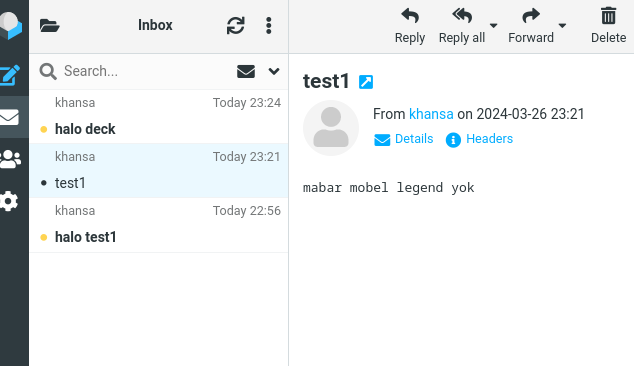 Inbox
Search...
khansa Today 23:24
halo deck
khansa Today 23:21
test1
khansa Today 22:56
halo test1
Reply Reply all Forward Delete
test1
From khansa on 2024-03-26 23:21
Details Headers
mabar mobel legend yok